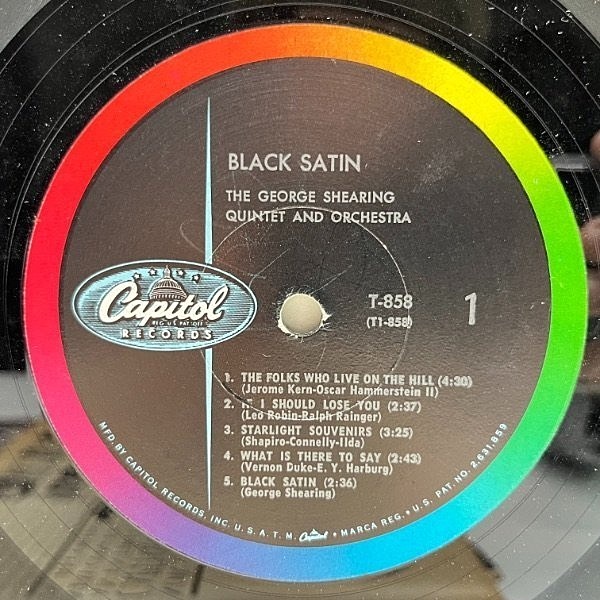 BLACK SATIN
THE GEORGE SHEARING
QUINTET AND ORCHESTRA
Capitol
REG. U.S. PAT. OFF.
RECORDS
T-858
(T1-858)
1
1. THE FOLKS WHO LIVE ON THE HILL (4:30)
(Jerome Kern-Oscar Hammerstein II)
2. IF I SHOULD LOSE YOU (2:37)
(Leo Robin-Ralph Rainger)
3. STARLIGHT SOUVENIRS (3:25)
(Shapiro-Connelly-Ilda)
4. WHAT IS THERE TO SAY (2:43)
(Vernon Duke-E. Y. Harburg)
5. BLACK SATIN (2:36)
(George Shearing)
MFD. BY CAPITOL RECORDS, INC. U.S.A. T.M. Capitol • MARCA REG. • U.S. PAT. NO. 2,631,859